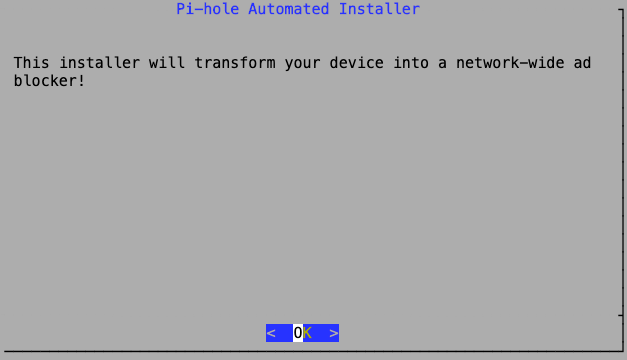 Pi-hole Automated Installer
This installer will transform your device into a network-wide ad
blocker!
< OK >